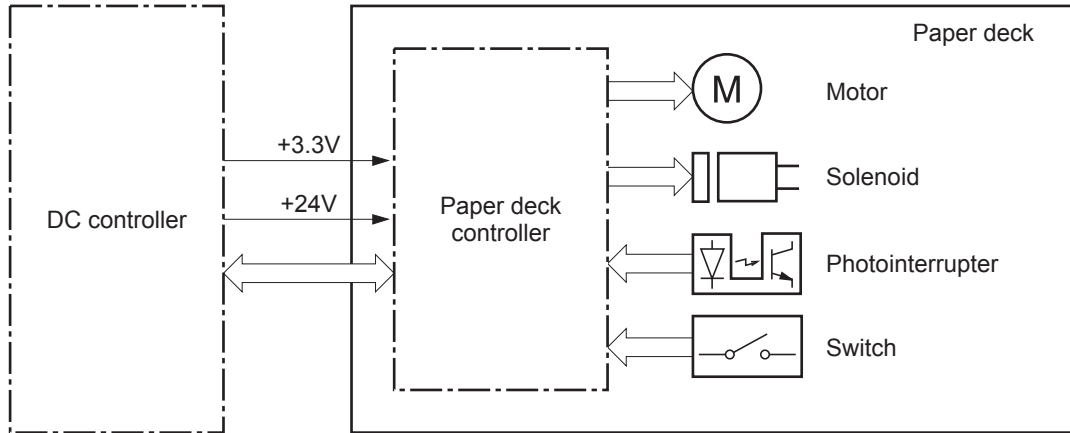 Paper deck
M
Motor
+3.3V
Solenoid
+24V
DC controller
Paper deck
controller
Photointerrupter
Switch